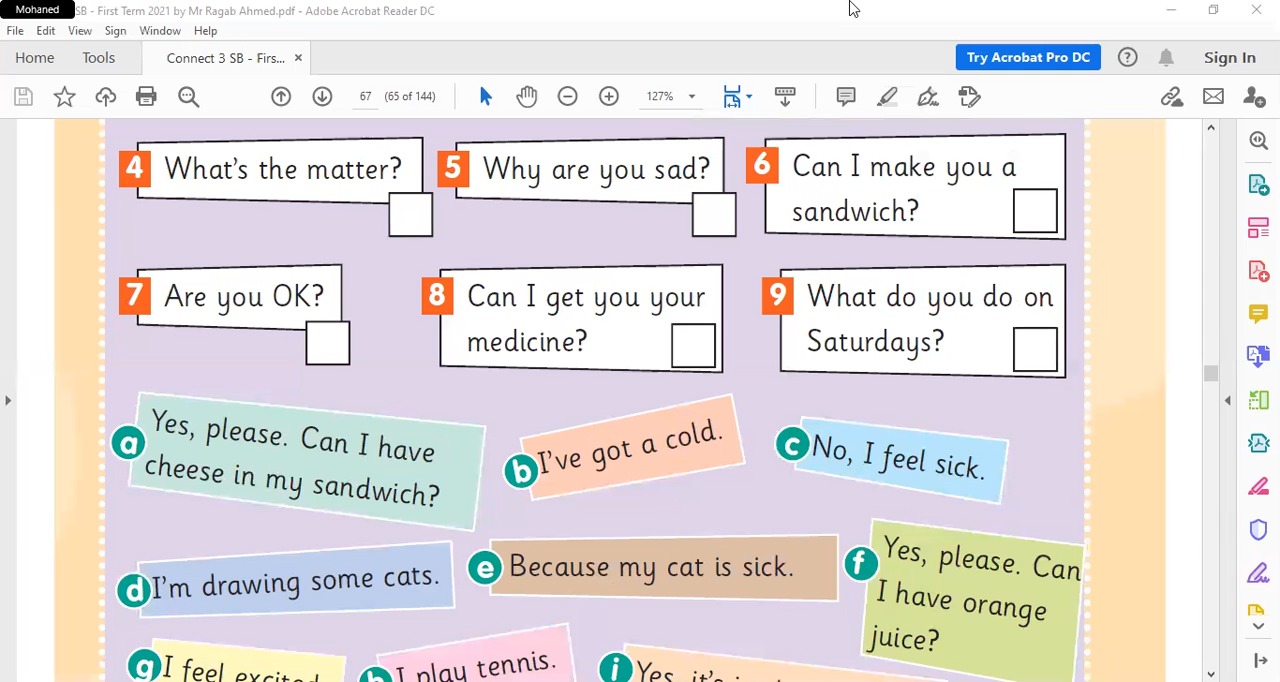 Mohaned
SB - First Term 2021 by Mr Ragab Ahmed.pdf - Adobe Acrobat Reader DC
File Edit View Sign Window Help
Home Tools Connect 3 SB - Firs... × Try Acrobat Pro DC Sign In
67 (65 of 144) 127%
4 What's the matter?
5 Why are you sad?
6 Can I make you a
sandwich?
7 Are you OK?
8 Can I get you your
medicine?
9 What do you do on
Saturdays?
a Yes, please. Can I have
cheese in my sandwich?
b I've got a cold.
c No, I feel sick.
d I'm drawing some cats.
e Because my cat is sick.
f Yes, please. Can
I have orange
juice?
g I feel excited
h I play tennis.
i Yes, it's